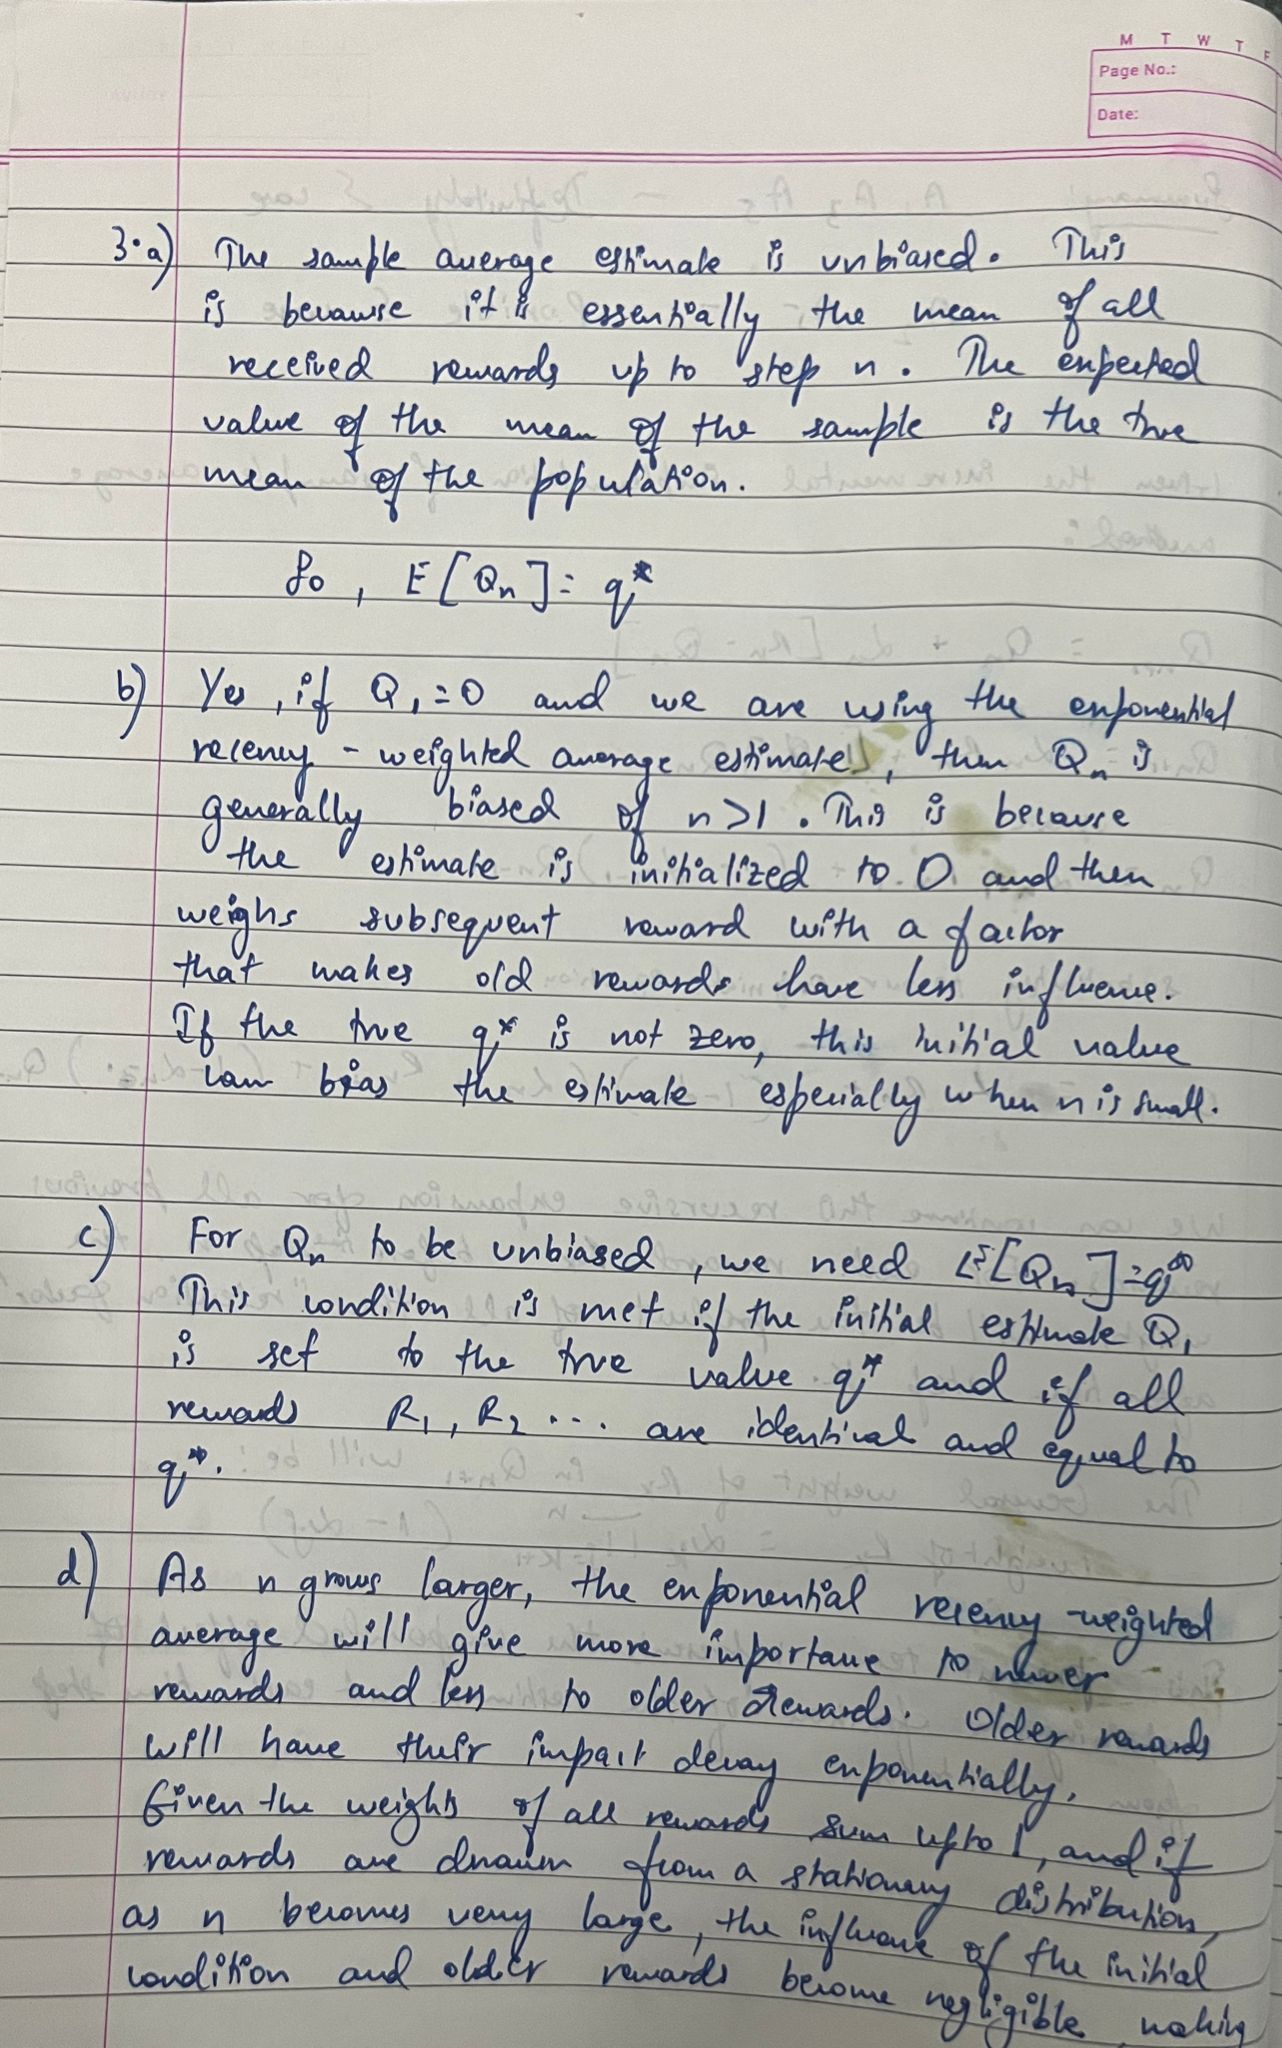 M T W T F
Page No.:
Date:
3.a) The sample average estimate is unbiased. This
is because it is essentially the mean of all
received rewards up to step n. The expected
value of the mean of the sample is the true
mean of the population.
So, E[Qn] = q*
b) Yes, if Q1 = 0 and we are using the exponential
recency-weighted average estimate, then Qn is
generally biased of n>1. This is because
the estimate is initialized to 0 and then
weighs subsequent reward with a factor
that makes old rewards have less influence.
If the true q* is not zero, this initial value
can bias the estimate especially when n is small.
c) For Qn to be unbiased, we need E[Qn] = q*
This condition is met if the initial estimate Q1
is set to the true value q* and if all
rewards R1, R2 ... are identical and equal to
q*.
d) As n grows larger, the exponential recency-weighted
average will give more importance to newer
rewards and less to older rewards. Older rewards
will have their impact decay exponentially.
Given the weights of all rewards sum up to 1, and if
rewards are drawn from a stationary distribution,
as n becomes very large, the influence of the initial
condition and older rewards become negligible, making